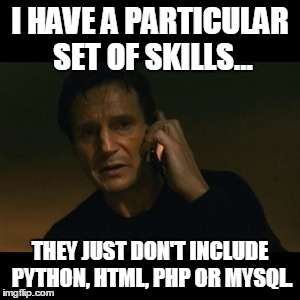 I HAVE A PARTICULAR
SET OF SKILLS...
THEY JUST DON'T INCLUDE
PYTHON, HTML, PHP OR MYSQL.
imgflip.com